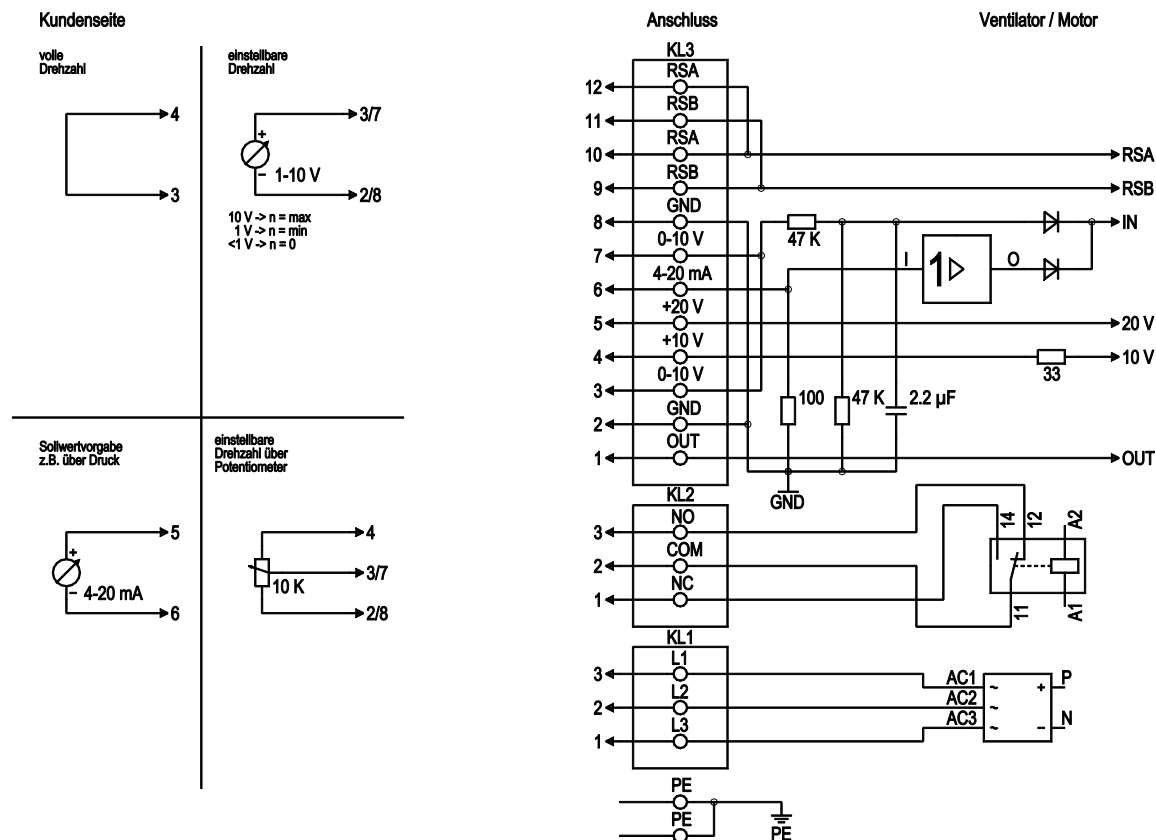 Kundenseite
Anschluss
Ventilator / Motor
volle
Drehzahl
4
3
einstellbare
Drehzahl
3/7
+
1-10 V
−
2/8
10 V -> n = max
1 V -> n = min
<1 V -> n = 0
Sollwertvorgabe
z.B. über Druck
5
+
4-20 mA
−
6
einstellbare
Drehzahl über
Potentiometer
4
3/7
10 K
2/8
KL3
12 RSA
11 RSB
10 RSA RSA
9 RSB RSB
8 GND IN
47 K
7 0-10 V
I 1 O
6 4-20 mA
5 +20 V 20 V
4 +10 V 10 V
33
3 0-10 V
100 47 K 2.2 µF
2 GND
1 OUT OUT
GND
KL2
3 NO
2 COM
1 NC
14 12 A2
11 A1
KL1
3 L1
2 L2
1 L3
AC1 ~ + P
AC2 ~
AC3 ~ − N
PE
PE
PE